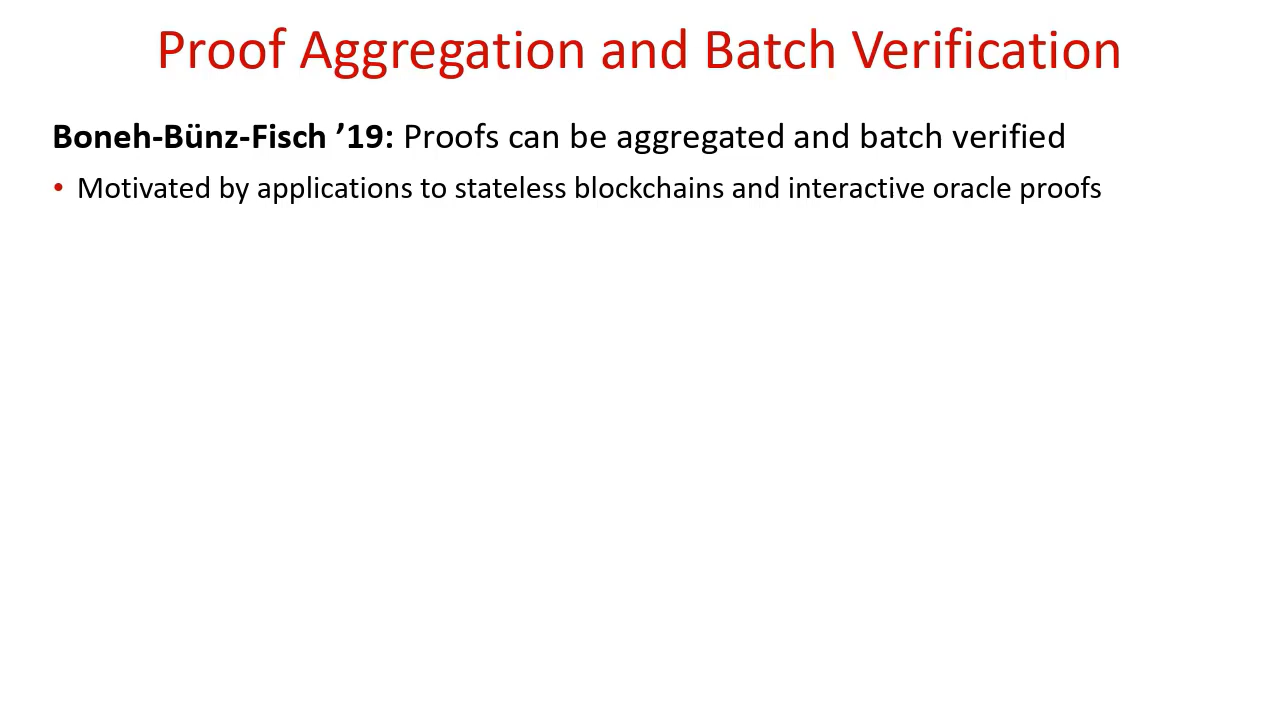 Proof Aggregation and Batch Verification
Boneh-Bünz-Fisch ’19: Proofs can be aggregated and batch verified
• Motivated by applications to stateless blockchains and interactive oracle proofs